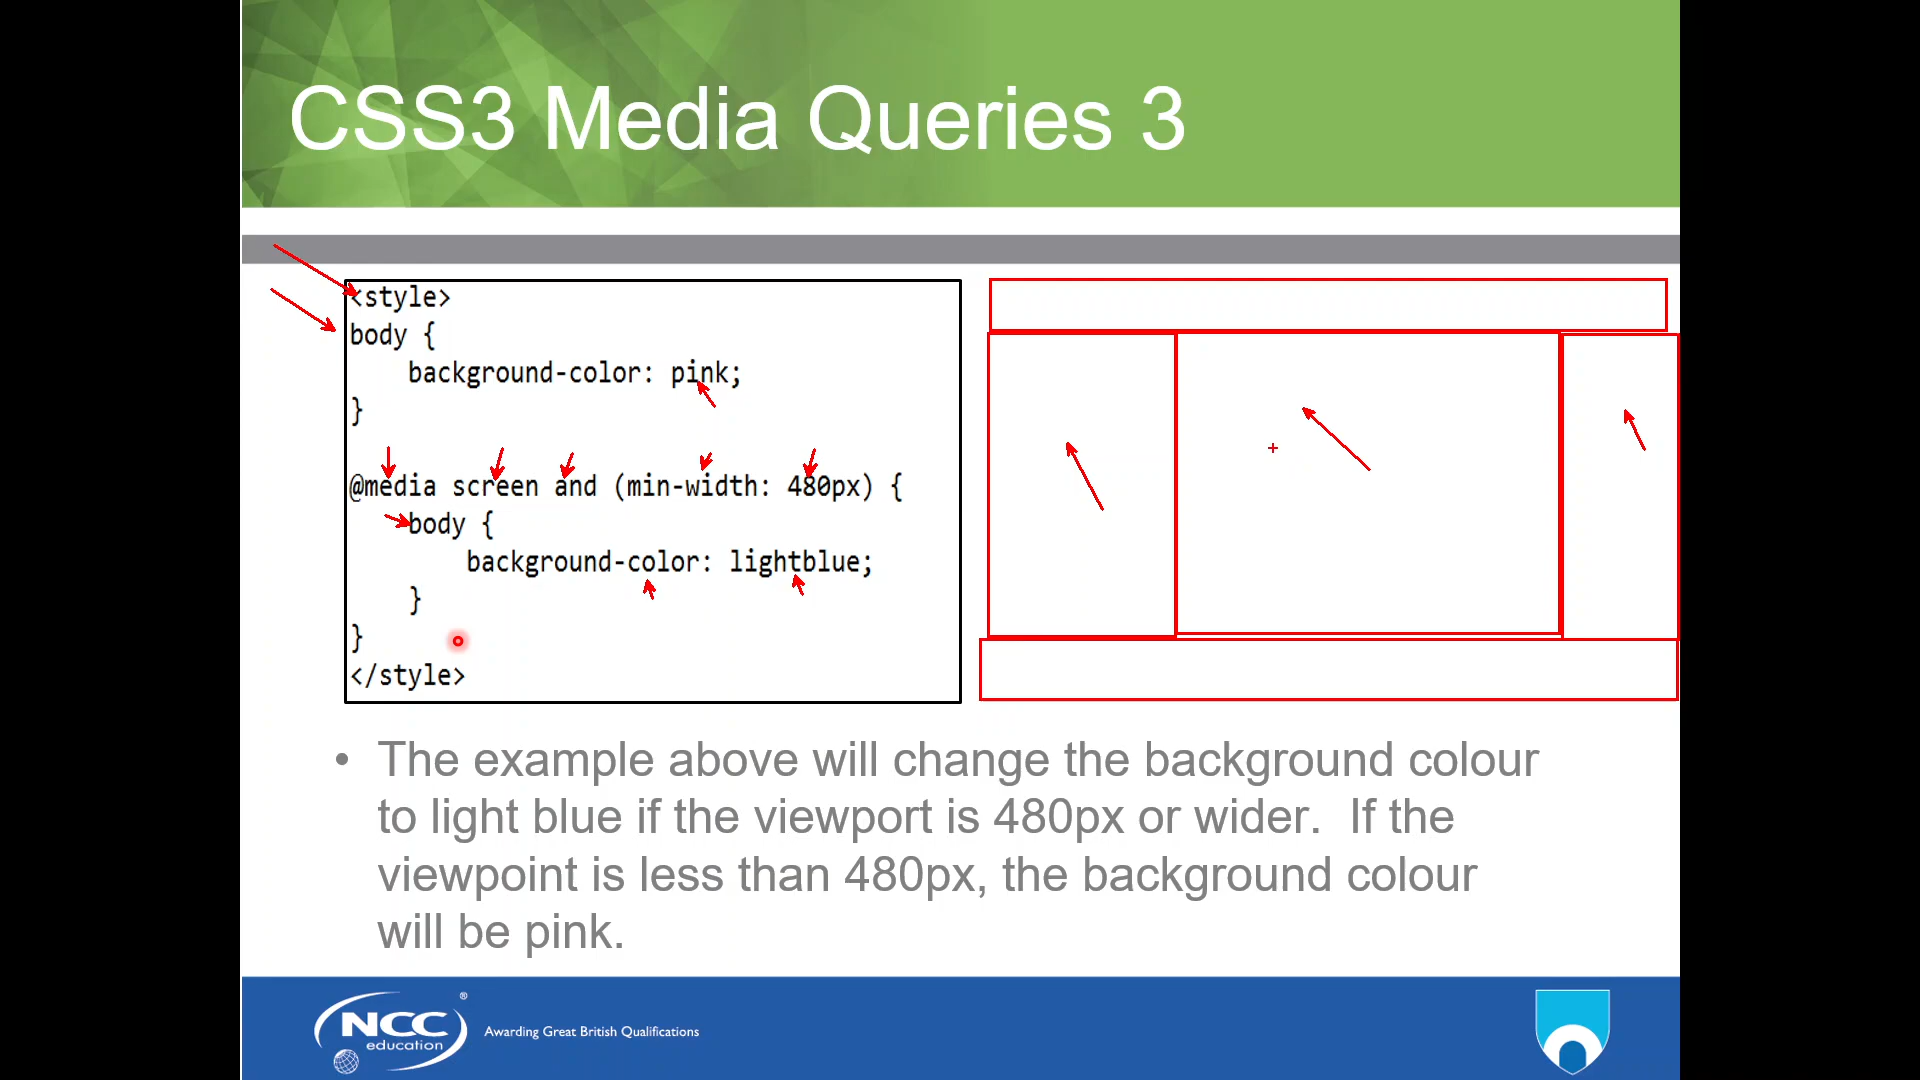 CSS3 Media Queries 3
<style>
body {
background-color: pink;
}
@media screen and (min-width: 480px) {
body {
background-color: lightblue;
}
}
</style>
• The example above will change the background colour
to light blue if the viewport is 480px or wider.  If the
viewpoint is less than 480px, the background colour
will be pink.
NCC ®
education
Awarding Great British Qualifications